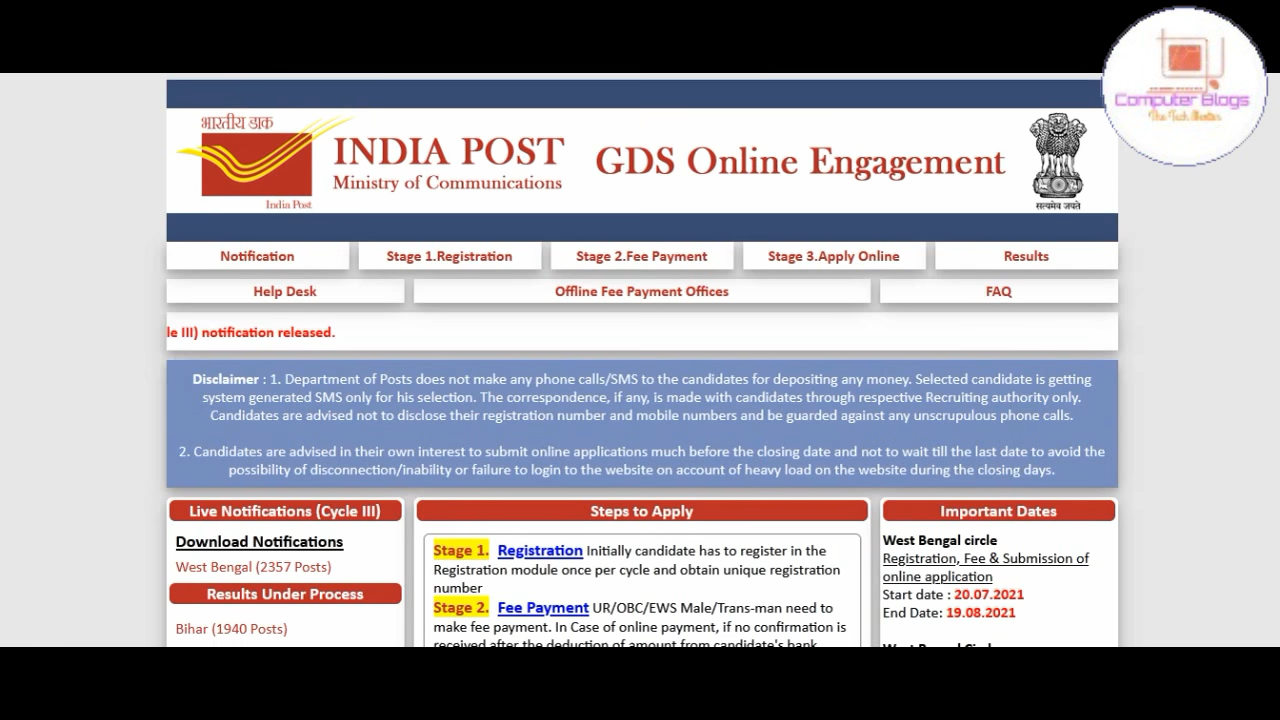 Computer Blogs
भारतीय डाक
INDIA POST
Ministry of Communications
India Post
GDS Online Engagement
सत्यमेव जयते
Notification
Stage 1.Registration
Stage 2.Fee Payment
Stage 3.Apply Online
Results
Help Desk
Offline Fee Payment Offices
FAQ
le III) notification released.
Disclaimer : 1. Department of Posts does not make any phone calls/SMS to the candidates for depositing any money. Selected candidate is getting
system generated SMS only for his selection. The correspondence, if any, is made with candidates through respective Recruiting authority only.
Candidates are advised not to disclose their registration number and mobile numbers and be guarded against any unscrupulous phone calls.
2. Candidates are advised in their own interest to submit online applications much before the closing date and not to wait till the last date to avoid the
possibility of disconnection/inability or failure to login to the website on account of heavy load on the website during the closing days.
Live Notifications (Cycle III)
Download Notifications
West Bengal (2357 Posts)
Results Under Process
Bihar (1940 Posts)
Steps to Apply
Stage 1. Registration Initially candidate has to register in the
Registration module once per cycle and obtain unique registration
number
Stage 2. Fee Payment UR/OBC/EWS Male/Trans-man need to
make fee payment. In Case of online payment, if no confirmation is
received after the deduction of amount from candidate's bank
Important Dates
West Bengal circle
Registration, Fee & Submission of
online application
Start date : 20.07.2021
End Date: 19.08.2021